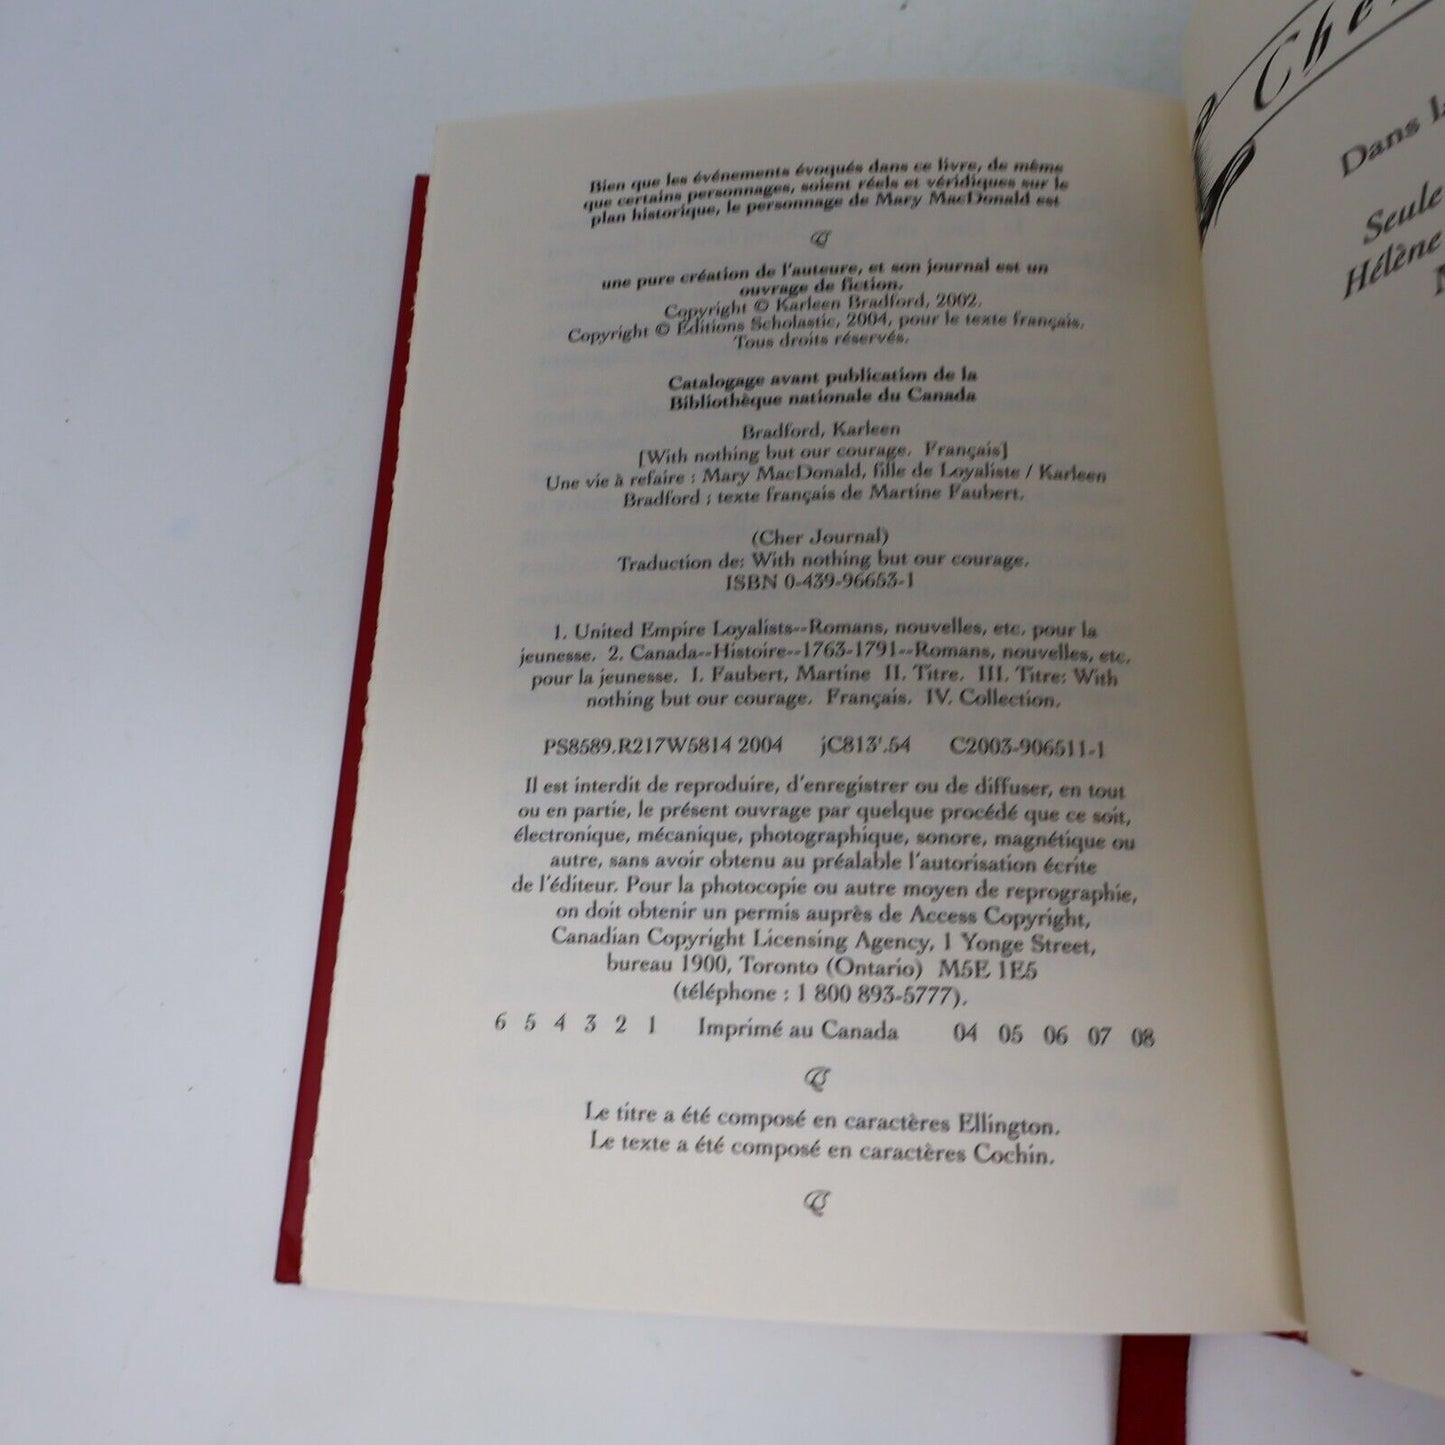 Bien que les événements évoqués dans ce livre, de même
que certains personnages, soient réels et véridiques sur le
plan historique, le personnage de Mary MacDonald est
une pure création de l'auteure, et son journal est un
ouvrage de fiction.
Copyright © Karleen Bradford, 2002.
Copyright © Éditions Scholastic, 2004, pour le texte français.
Tous droits réservés.
Catalogage avant publication de la
Bibliothèque nationale du Canada
Bradford, Karleen
[With nothing but our courage. Français]
Une vie à refaire : Mary MacDonald, fille de Loyaliste / Karleen
Bradford ; texte français de Martine Faubert.
(Cher Journal)
Traduction de: With nothing but our courage.
ISBN 0-439-96653-1
1. United Empire Loyalists--Romans, nouvelles, etc. pour la
jeunesse. 2. Canada--Histoire--1763-1791--Romans, nouvelles, etc.
pour la jeunesse. I. Faubert, Martine II. Titre. III. Titre: With
nothing but our courage. Français. IV. Collection.
PS8589.R217W5814 2004 jC813'.54 C2003-906511-1
Il est interdit de reproduire, d'enregistrer ou de diffuser, en tout
ou en partie, le présent ouvrage par quelque procédé que ce soit,
électronique, mécanique, photographique, sonore, magnétique ou
autre, sans avoir obtenu au préalable l'autorisation écrite
de l'éditeur. Pour la photocopie ou autre moyen de reprographie,
on doit obtenir un permis auprès de Access Copyright,
Canadian Copyright Licensing Agency, 1 Yonge Street,
bureau 1900, Toronto (Ontario) M5E 1E5
(téléphone : 1 800 893-5777).
6 5 4 3 2 1 Imprimé au Canada 04 05 06 07 08
Le titre a été composé en caractères Ellington.
Le texte a été composé en caractères Cochin.
Cher
Dans
Seule
Hélène